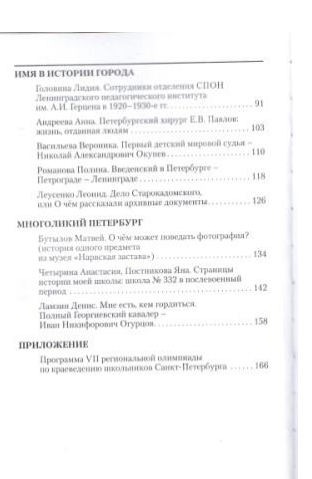 ИМЯ В ИСТОРИИ ГОРОДА
Головина Лидия. Сотрудники отделения СПОН
Ленинградского педагогического института
им. А.И. Герцена в 1920–1930-е гг. ........ 91
Андреева Анна. Петербургский хирург Е.В. Павлов:
жизнь, отданная людям ........ 103
Васильева Вероника. Первый детский мировой судья –
Николай Александрович Окунев ........ 110
Романова Полина. Введенский в Петербурге –
Петрограде – Ленинграде ........ 118
Леусенко Леонид. Дело Старокадомского,
или О чём рассказали архивные документы ........ 126
МНОГОЛИКИЙ ПЕТЕРБУРГ
Бутылов Матвей. О чём может поведать фотография?
(история одного предмета
из музея «Нарвская застава») ........ 134
Четырина Анастасия, Постникова Яна. Страницы
истории моей школы: школа № 332 в послевоенный
период ........ 142
Ламзин Денис. Мне есть, кем гордиться.
Полный Георгиевский кавалер –
Иван Никифорович Огурцов ........ 158
ПРИЛОЖЕНИЕ
Программа VII региональной олимпиады
по краеведению школьников Санкт-Петербурга ...... 166